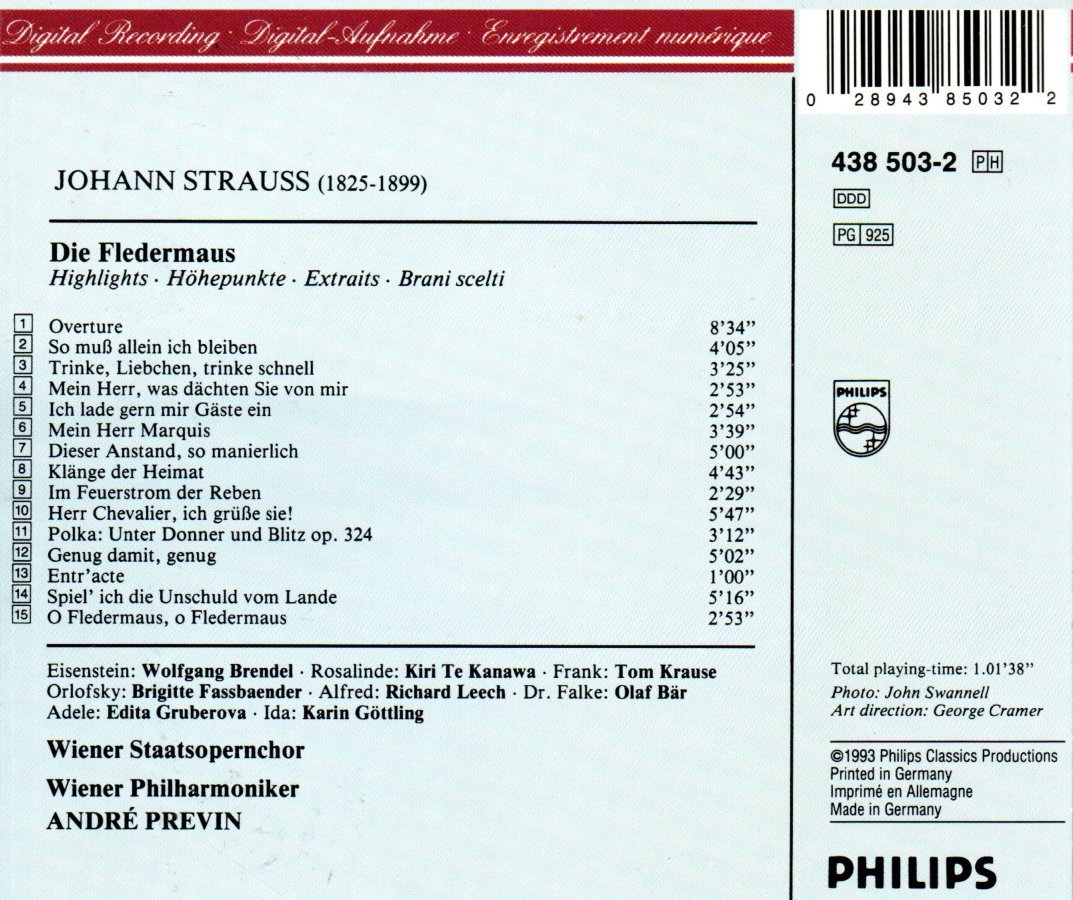 Digital Recording · Digital-Aufnahme · Enregistrement numérique
0 28943 85032 2
438 503-2 PH
DDD
PG 925
JOHANN STRAUSS (1825-1899)
Die Fledermaus
Highlights · Höhepunkte · Extraits · Brani scelti
1 Overture 8’34”
2 So muß allein ich bleiben 4’05”
3 Trinke, Liebchen, trinke schnell 3’25”
4 Mein Herr, was dächten Sie von mir 2’53”
5 Ich lade gern mir Gäste ein 2’54”
6 Mein Herr Marquis 3’39”
7 Dieser Anstand, so manierlich 5’00”
8 Klänge der Heimat 4’43”
9 Im Feuerstrom der Reben 2’29”
10 Herr Chevalier, ich grüße sie! 5’47”
11 Polka: Unter Donner und Blitz op. 324 3’12”
12 Genug damit, genug 5’02”
13 Entr’acte 1’00”
14 Spiel’ ich die Unschuld vom Lande 5’16”
15 O Fledermaus, o Fledermaus 2’53”
Eisenstein: Wolfgang Brendel · Rosalinde: Kiri Te Kanawa · Frank: Tom Krause
Orlofsky: Brigitte Fassbaender · Alfred: Richard Leech · Dr. Falke: Olaf Bär
Adele: Edita Gruberova · Ida: Karin Göttling
Wiener Staatsopernchor
Wiener Philharmoniker
ANDRÉ PREVIN
PHILIPS
Total playing-time: 1.01’38”
Photo: John Swannell
Art direction: George Cramer
©1993 Philips Classics Productions
Printed in Germany
Imprimé en Allemagne
Made in Germany
PHILIPS